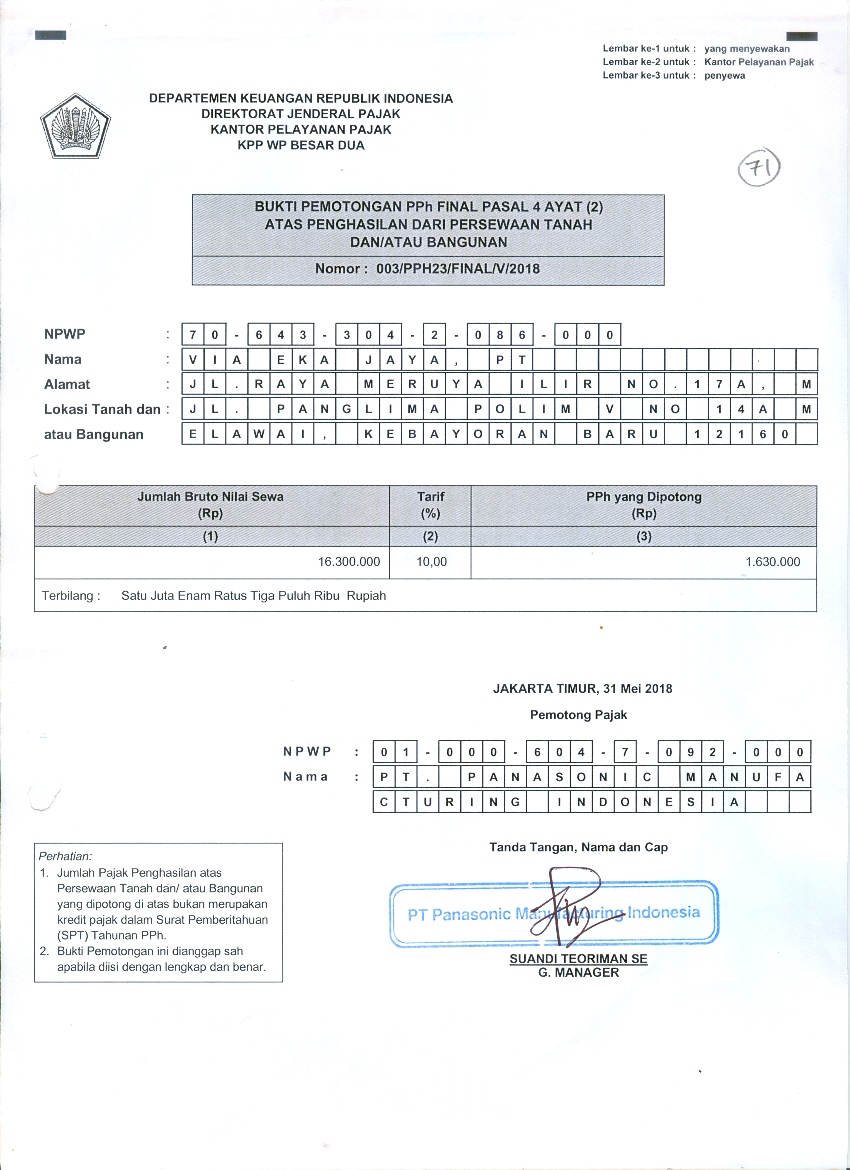 Lembar ke-1 untuk : yang menyewakan
Lembar ke-2 untuk : Kantor Pelayanan Pajak
Lembar ke-3 untuk : penyewa
DEPARTEMEN KEUANGAN REPUBLIK INDONESIA
DIREKTORAT JENDERAL PAJAK
KANTOR PELAYANAN PAJAK
KPP WP BESAR DUA
71
BUKTI PEMOTONGAN PPh FINAL PASAL 4 AYAT (2)
ATAS PENGHASILAN DARI PERSEWAAN TANAH
DAN/ATAU BANGUNAN
Nomor : 003/PPH23/FINAL/V/2018
NPWP : 70-643-304-2-086-000
Nama : VIA EKA JAYA, PT
Alamat : JL.RAYA MERUYA ILIR NO.17A, M
Lokasi Tanah dan : JL. PANGLIMA POLIM V NO 14A M
atau Bangunan ELAWAI, KEBAYORAN BARU 12160
Jumlah Bruto Nilai Sewa (Rp) Tarif (%) PPh yang Dipotong (Rp)
(1) (2) (3)
16.300.000 10,00 1.630.000
Terbilang : Satu Juta Enam Ratus Tiga Puluh Ribu Rupiah
JAKARTA TIMUR, 31 Mei 2018
Pemotong Pajak
NPWP : 01-000-604-7-092-000
Nama : PT. PANASONIC MANUFA
CTURING INDONESIA
Tanda Tangan, Nama dan Cap
PT Panasonic Manufacturing Indonesia
SUANDI TEORIMAN SE
G. MANAGER
Perhatian:
1. Jumlah Pajak Penghasilan atas
Persewaan Tanah dan/ atau Bangunan
yang dipotong di atas bukan merupakan
kredit pajak dalam Surat Pemberitahuan
(SPT) Tahunan PPh.
2. Bukti Pemotongan ini dianggap sah
apabila diisi dengan lengkap dan benar.